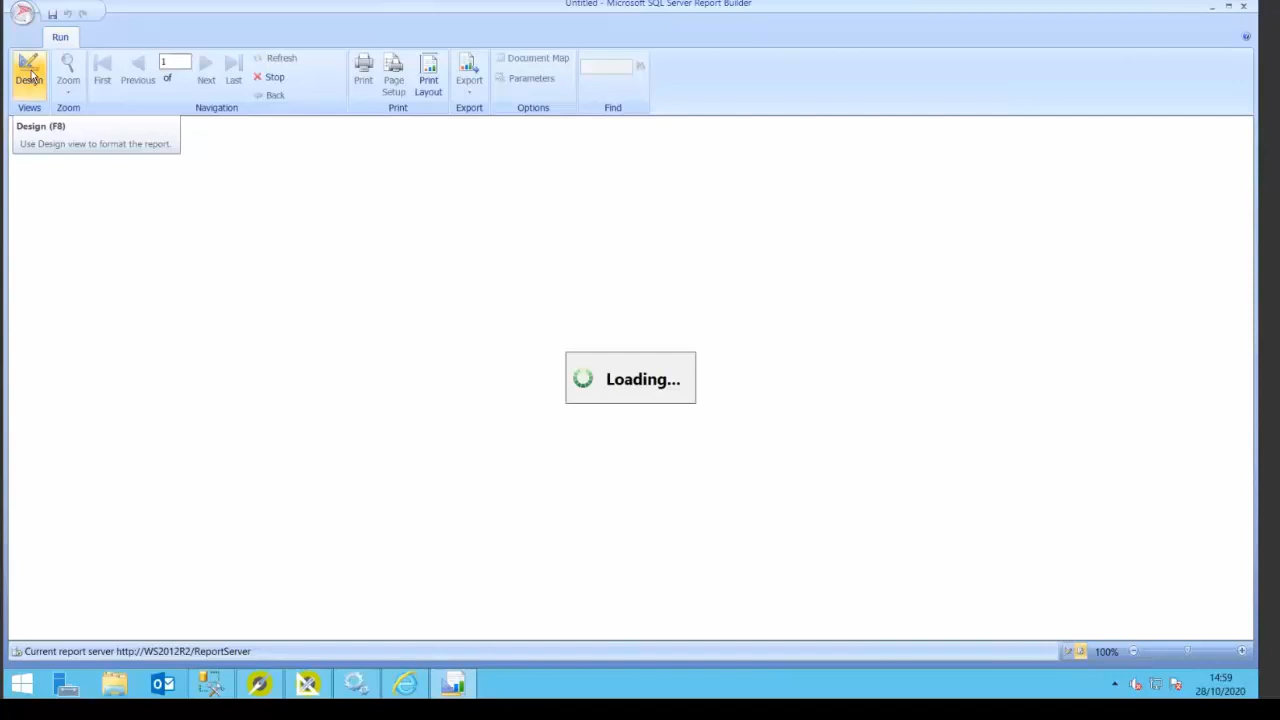 Untitled - Microsoft SQL Server Report Builder
Run
Design
Zoom
First
Previous
1
of
Next
Last
Refresh
Stop
Back
Print
Page Setup
Print Layout
Export
Document Map
Parameters
Views
Zoom
Navigation
Print
Export
Options
Find
Design (F8)
Use Design view to format the report.
Loading...
Current report server http://WS2012R2/ReportServer
100%
14:59
28/10/2020